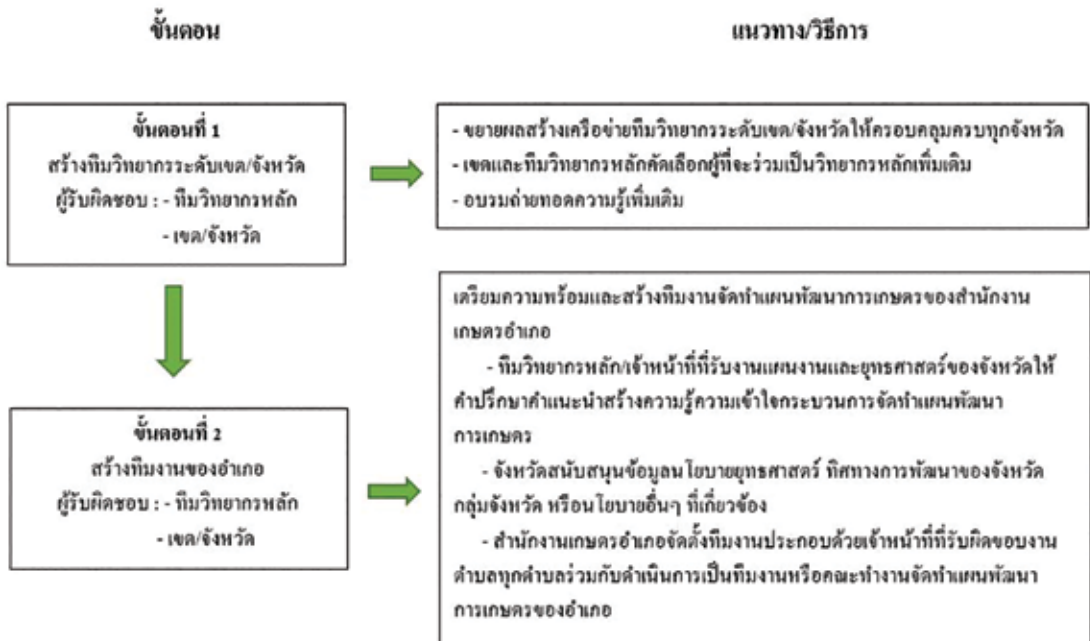 ขั้นตอน
แนวทาง/วิธีการ
ขั้นตอนที่ 1
สร้างทีมวิทยากรระดับเขต/จังหวัด
ผู้รับผิดชอบ : - ทีมวิทยากรหลัก
- เขต/จังหวัด
- ขยายผลสร้างเครือข่ายทีมวิทยากรระดับเขต/จังหวัดให้ครอบคลุมครบทุกจังหวัด
- เขตและทีมวิทยากรหลักคัดเลือกผู้ที่จะร่วมเป็นวิทยากรหลักเพิ่มเติม
- อบรมถ่ายทอดความรู้เพิ่มเติม
ขั้นตอนที่ 2
สร้างทีมงานของอำเภอ
ผู้รับผิดชอบ : - ทีมวิทยากรหลัก
- เขต/จังหวัด
เตรียมความพร้อมและสร้างทีมงานจัดทำแผนพัฒนาการเกษตรของสำนักงาน
เกษตรอำเภอ
- ทีมวิทยากรหลัก/เจ้าหน้าที่ที่รับงานแผนงานและยุทธศาสตร์ของจังหวัดให้
คำปรึกษาคำแนะนำสร้างความรู้ความเข้าใจกระบวนการจัดทำแผนพัฒนา
การเกษตร
- จังหวัดสนับสนุนข้อมูลนโยบายยุทธศาสตร์ ทิศทางการพัฒนาของจังหวัด
กลุ่มจังหวัด หรือนโยบายอื่นๆ ที่เกี่ยวข้อง
- สำนักงานเกษตรอำเภอจัดตั้งทีมงานประกอบด้วยเจ้าหน้าที่ที่รับผิดชอบงาน
ตำบลทุกตำบลร่วมกับดำเนินการเป็นทีมงานหรือคณะทำงานจัดทำแผนพัฒนา
การเกษตรของอำเภอ